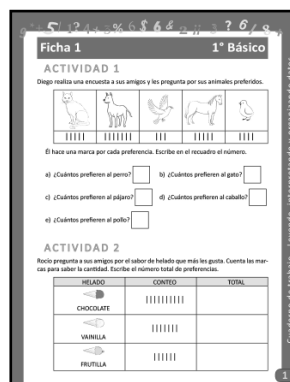 Ficha 1
1° Básico
ACTIVIDAD 1
Diego realiza una encuesta a sus amigos y les pregunta por sus animales preferidos.
Él hace una marca por cada preferencia. Escribe en el recuadro el número.
a) ¿Cuántos prefieren al perro?
b) ¿Cuántos prefieren al gato?
c) ¿Cuántos prefieren al pájaro?
d) ¿Cuántos prefieren al caballo?
e) ¿Cuántos prefieren al pollo?
ACTIVIDAD 2
Rocío pregunta a sus amigos por el sabor de helado que más les gusta. Cuenta las mar-
cas para saber la cantidad. Escribe el número total de preferencias.
HELADO CONTEO TOTAL
CHOCOLATE
VAINILLA
FRUTILLA
1